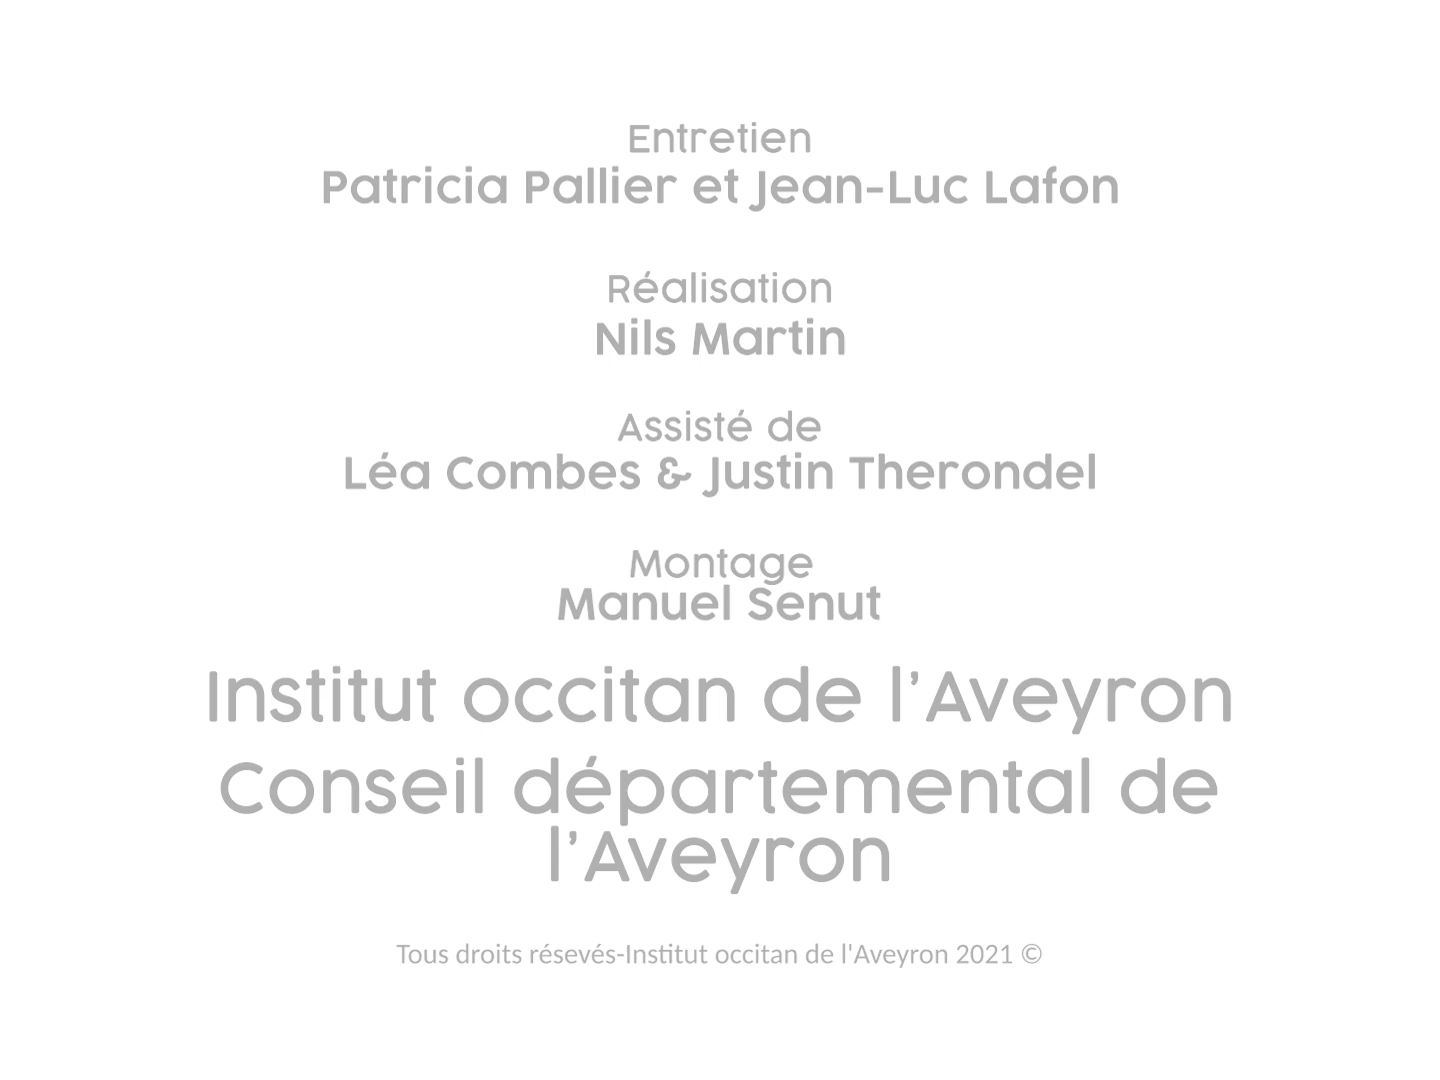 Entretien
Patricia Pallier et Jean-Luc Lafon
Réalisation
Nils Martin
Assisté de
Léa Combes & Justin Therondel
Montage
Manuel Senut
Institut occitan de l’Aveyron
Conseil départemental de
l’Aveyron
Tous droits résevés-Institut occitan de l'Aveyron 2021 ©